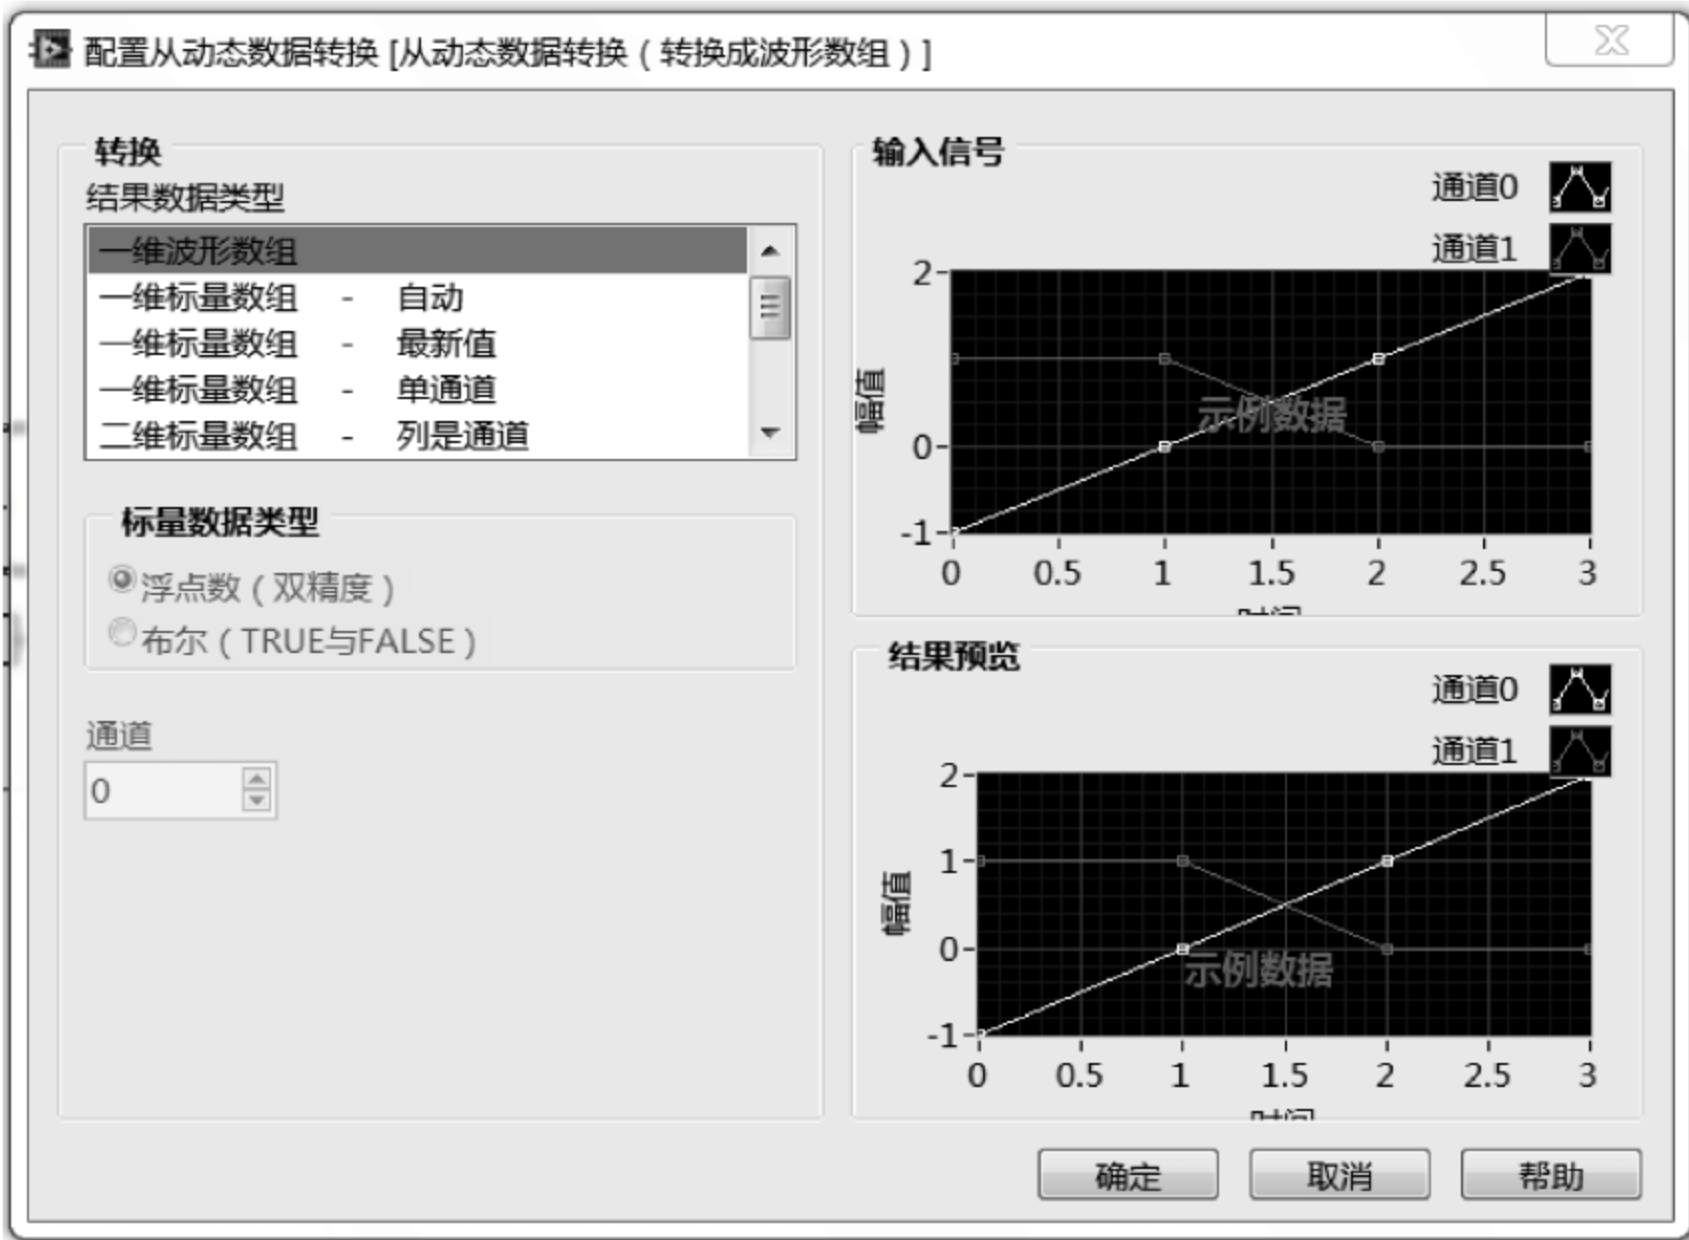 配置从动态数据转换 [从动态数据转换（转换成波形数组）]
转换
结果数据类型
一维波形数组
一维标量数组 - 自动
一维标量数组 - 最新值
一维标量数组 - 单通道
二维标量数组 - 列是通道
标量数据类型
浮点数（双精度）
布尔（TRUE与FALSE）
通道
0
输入信号
通道0
通道1
2
0
-1
幅值
示例数据
0 0.5 1 1.5 2 2.5 3
时间
结果预览
通道0
通道1
2
1
0
-1
幅值
示例数据
0 0.5 1 1.5 2 2.5 3
时间
确定 取消 帮助